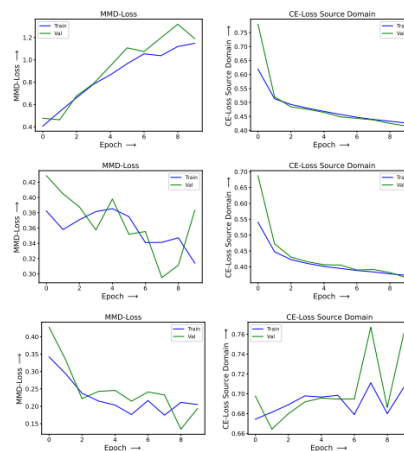 MMD-Loss
CE-Loss Source Domain
MMD-Loss ⟶
1.2
1.0
0.8
0.6
0.4
Train
Val
0 2 4 6 8
Epoch ⟶
CE-Loss Source Domain ⟶
0.75
0.70
0.65
0.60
0.55
0.50
0.45
0.40
Train
Val
0 2 4 6 8
Epoch ⟶
MMD-Loss
CE-Loss Source Domain
MMD-Loss ⟶
0.42
0.40
0.38
0.36
0.34
0.32
0.30
Train
Val
0 2 4 6 8
Epoch ⟶
CE-Loss Source Domain ⟶
0.70
0.65
0.60
0.55
0.50
0.45
0.40
Train
Val
0 2 4 6 8
Epoch ⟶
MMD-Loss
CE-Loss Source Domain
MMD-Loss ⟶
0.40
0.35
0.30
0.25
0.20
0.15
Train
Val
0 2 4 6 8
Epoch ⟶
CE-Loss Source Domain ⟶
0.76
0.74
0.72
0.70
0.68
0.66
Train
Val
0 2 4 6 8
Epoch ⟶